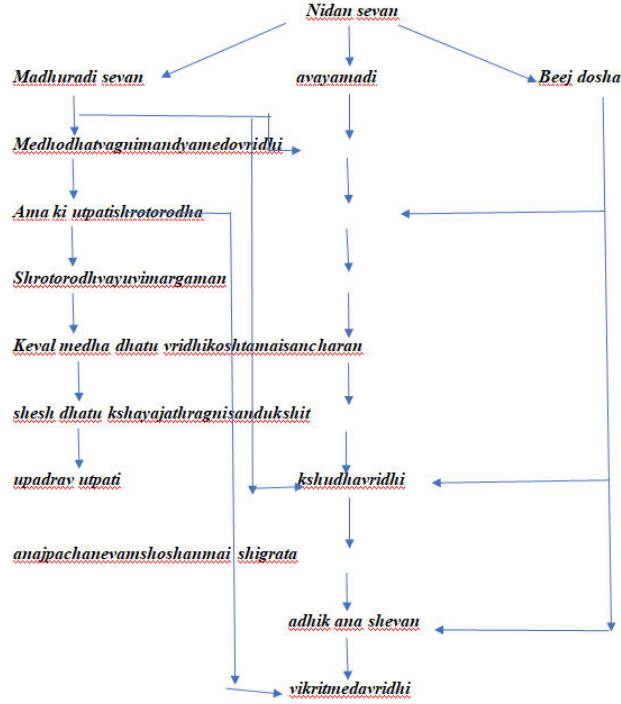 Nidan sevan
Madhuradi sevan avayamadi Beej dosha
Medhodhatvagnimandyamedovridhi
Ama ki utpatishrotorodha
Shrotorodhvayuvimargaman
Keval medha dhatu vridhikoshtamaisancharan
shesh dhatu kshayajathragnisandukshit
upadrav utpati kshudhavridhi
anajpachanevamshoshanmai shigrata
adhik ana shevan
vikritmedavridhi